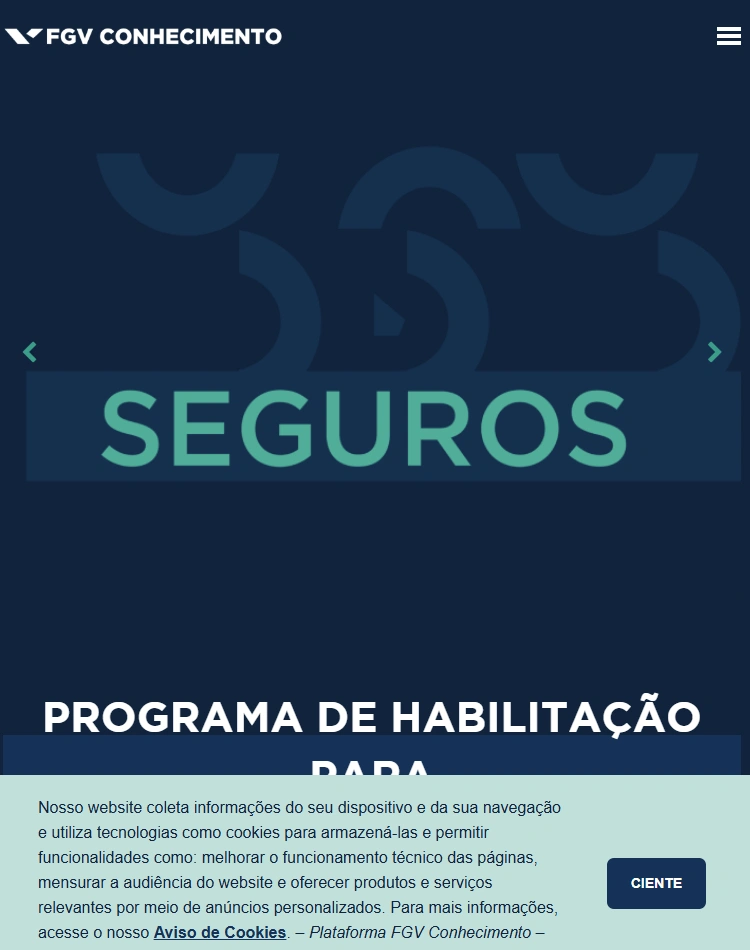 FGV CONHECIMENTO
SEGUROS
PROGRAMA DE HABILITAÇÃO
PARA
Nosso website coleta informações do seu dispositivo e da sua navegação
e utiliza tecnologias como cookies para armazená-las e permitir
funcionalidades como: melhorar o funcionamento técnico das páginas,
mensurar a audiência do website e oferecer produtos e serviços
relevantes por meio de anúncios personalizados. Para mais informações,
acesse o nosso Aviso de Cookies. – Plataforma FGV Conhecimento –
CIENTE